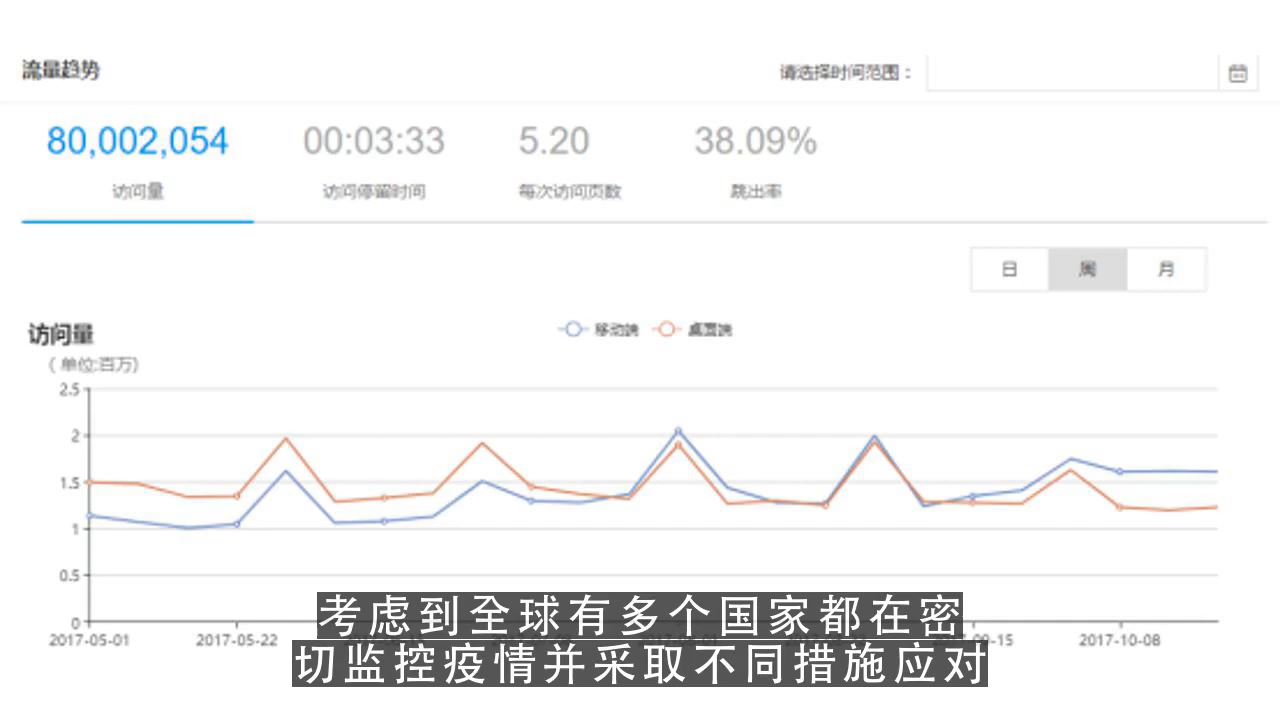 流量趋势
请选择时间范围：
80,002,054
00:03:33
5.20
38.09%
访问量
访问停留时间
每次访问页数
跳出率
日
周
月
访问量
移动端
桌面端
（单位:百万）
2.5
2
1.5
1
0.5
0
2017-05-01
2017-05-22
2017-10-08
考虑到全球有多个国家都在密
切监控疫情并采取不同措施应对